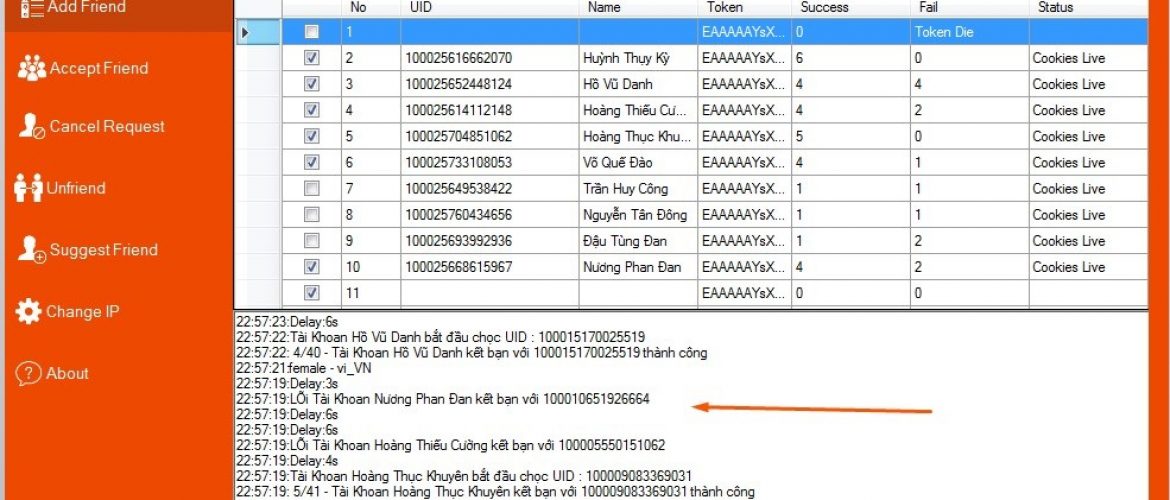 Add Friend
Accept Friend
Cancel Request
Unfriend
Suggest Friend
Change IP
About
No UID Name Token Success Fail Status
1 EAAAAAYsX... 0 Token Die
2 100025616662070 Huỳnh Thụy Kỳ EAAAAAYsX... 6 0 Cookies Live
3 100025652448124 Hồ Vũ Danh EAAAAAYsX... 4 4 Cookies Live
4 100025614112148 Hoàng Thiếu Cư... EAAAAAYsX... 4 2 Cookies Live
5 100025704851062 Hoàng Thục Khu... EAAAAAYsX... 5 0 Cookies Live
6 100025733108053 Võ Quế Đào EAAAAAYsX... 4 1 Cookies Live
7 100025649538422 Trần Huy Công EAAAAAYsX... 1 1 Cookies Live
8 100025760434656 Nguyễn Tân Đông EAAAAAYsX... 1 1 Cookies Live
9 100025693992936 Đậu Tùng Đan EAAAAAYsX... 1 2 Cookies Live
10 100025668615967 Nương Phan Đan EAAAAAYsX... 4 2 Cookies Live
11 EAAAAAYsX... 0 0
22:57:23:Delay:6s
22:57:22:Tài Khoan Hồ Vũ Danh bắt đầu chọc UID : 100015170025519
22:57:22: 4/40 - Tài Khoan Hồ Vũ Danh kết bạn với 100015170025519 thành công
22:57:21:female - vi_VN
22:57:19:Delay:3s
22:57:19:LỖi Tài Khoan Nương Phan Đan kết bạn với 100010651926664
22:57:19:Delay:6s
22:57:19:Delay:6s
22:57:19:LỖi Tài Khoan Hoàng Thiếu Cường kết bạn với 100005550151062
22:57:19:Delay:4s
22:57:19:Tài Khoan Hoàng Thục Khuyên bắt đầu chọc UID : 100009083369031
22:57:19: 5/41 - Tài Khoan Hoàng Thục Khuyên kết bạn với 100009083369031 thành công